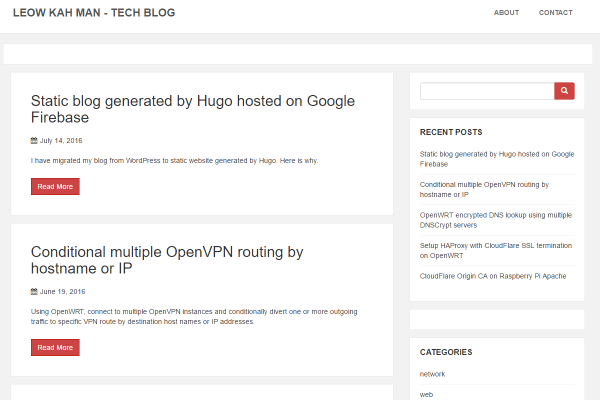 LEOW KAH MAN - TECH BLOG
ABOUT
CONTACT
Static blog generated by Hugo hosted on Google
Firebase
July 14, 2016
I have migrated my blog from WordPress to static website generated by Hugo. Here is why.
Read More
Conditional multiple OpenVPN routing by
hostname or IP
June 19, 2016
Using OpenWRT, connect to multiple OpenVPN instances and conditionally divert one or more outgoing
traffic to specific VPN route by destination host names or IP addresses.
Read More
RECENT POSTS
Static blog generated by Hugo hosted on Google
Firebase
Conditional multiple OpenVPN routing by
hostname or IP
OpenWRT encrypted DNS lookup using multiple
DNSCrypt servers
Setup HAProxy with CloudFlare SSL termination
on OpenWRT
CloudFlare Origin CA on Raspberry Pi Apache
CATEGORIES
network
web